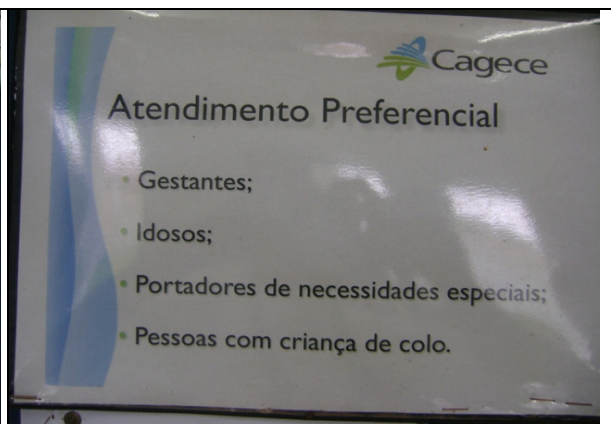 Cagece
Atendimento Preferencial
• Gestantes;
• Idosos;
• Portadores de necessidades especiais;
• Pessoas com criança de colo.